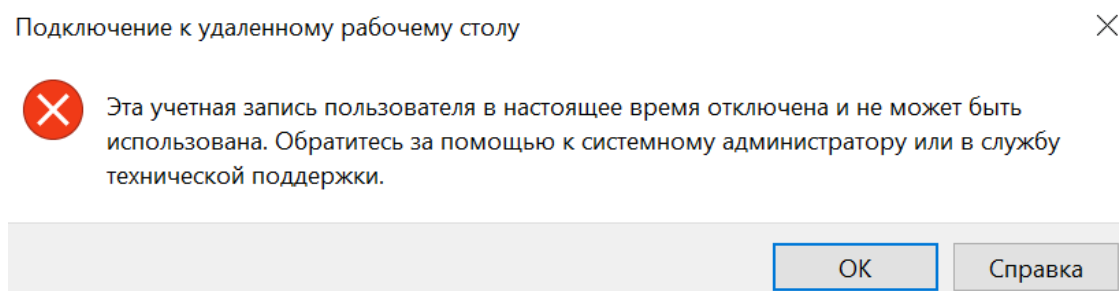 Подключение к удаленному рабочему столу
Эта учетная запись пользователя в настоящее время отключена и не может быть
использована. Обратитесь за помощью к системному администратору или в службу
технической поддержки.
ОК
Справка